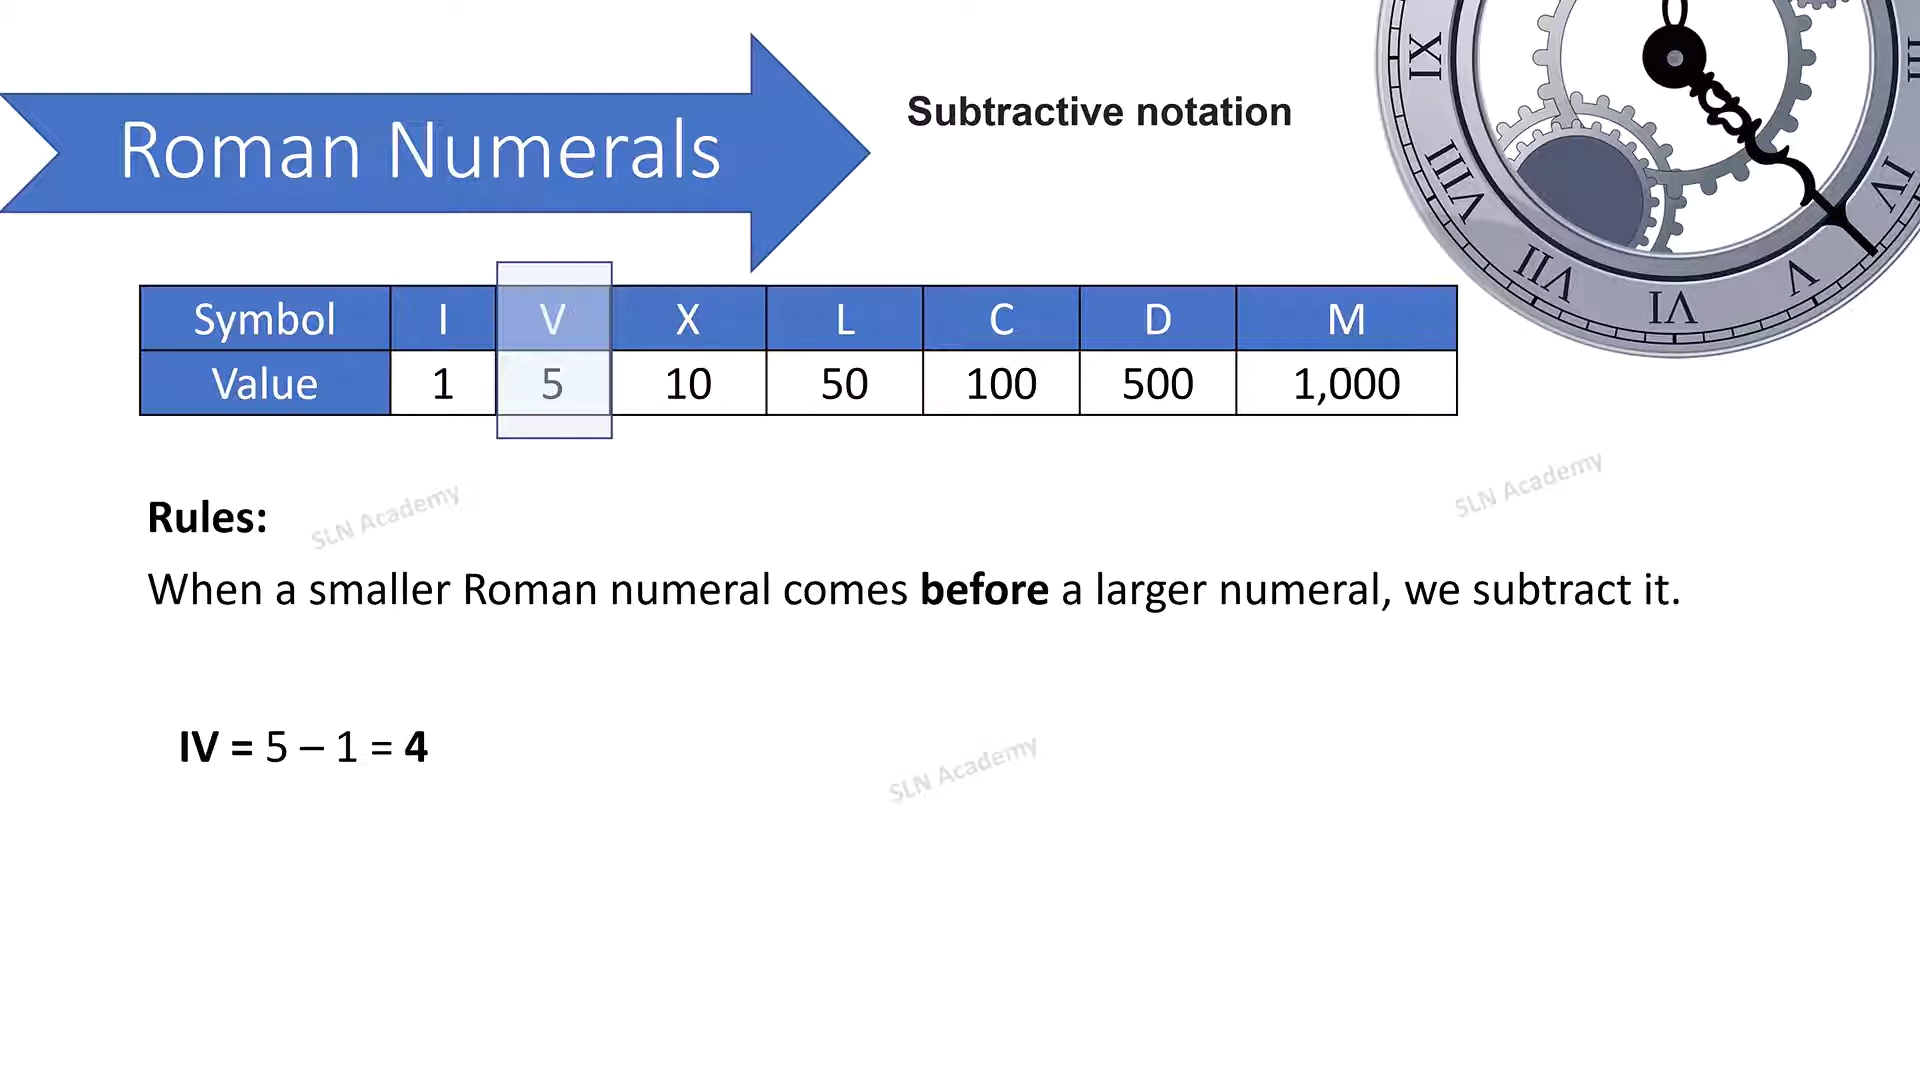 Roman Numerals
Subtractive notation
Symbol I V X L C D M
Value 1 5 10 50 100 500 1,000
Rules:
When a smaller Roman numeral comes before a larger numeral, we subtract it.
IV = 5 – 1 = 4
SLN Academy
SLN Academy
SLN Academy
IX
VIII
VII
VI
V
IV
III